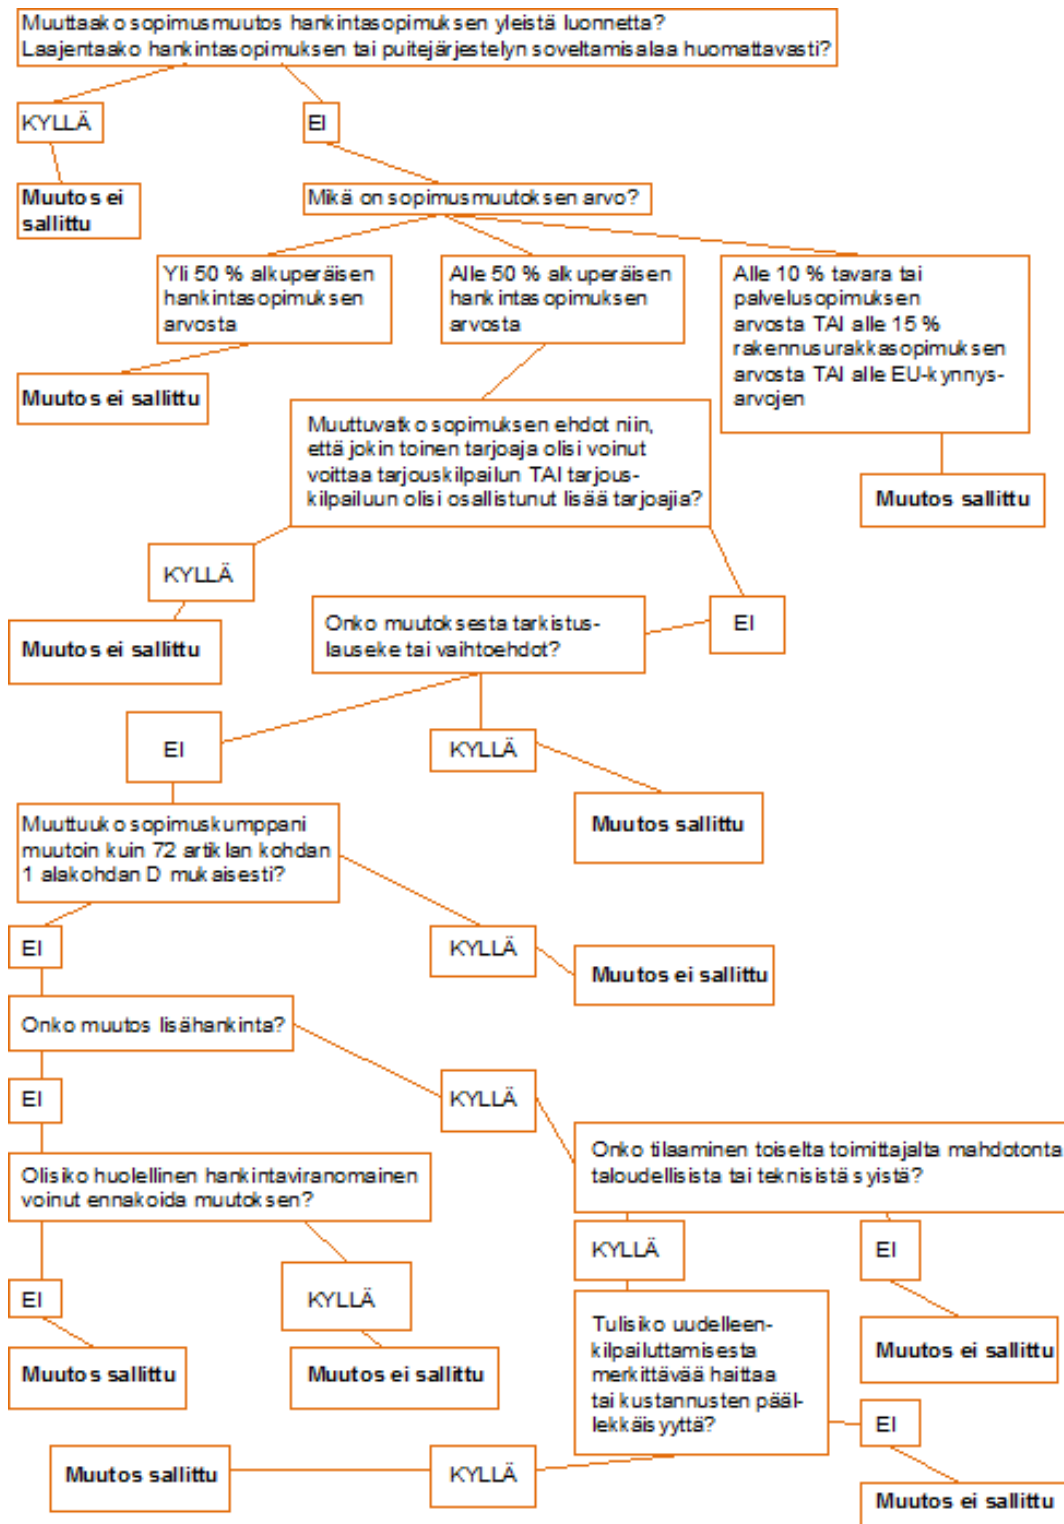 Muuttaako sopimusmuutos hankintasopimuksen yleistä luonnetta?
Laajentaako hankintasopimuksen tai puitejärjestelyn soveltamisalaa huomattavasti?
KYLLÄ
EI
Muutos ei
sallittu
Mikä on sopimusmuutoksen arvo?
Yli 50 % alkuperäisen
hankintasopimuksen
arvosta
Alle 50 % alkuperäisen
hankintasopimuksen
arvosta
Alle 10 % tavara tai
palvelusopimuksen
arvosta TAI alle 15 %
rakennusurakkasopimuksen
arvosta TAI alle EU-kynnys-
arvojen
Muutos ei sallittu
Muuttuvatko sopimuksen ehdot niin,
että jokin toinen tarjoaja olisi voinut
voittaa tarjouskilpailun TAI tarjous-
kilpailuun olisi osallistunut lisää tarjoajia?
Muutos sallittu
KYLLÄ
EI
Muutos ei sallittu
Onko muutoksesta tarkistus-
lauseke tai vaihtoehdot?
EI
KYLLÄ
Muutos sallittu
Muuttuuko sopimuskumppani
muutoin kuin 72 artiklan kohdan
1 alakohdan D mukaisesti?
EI
KYLLÄ
Muutos ei sallittu
Onko muutos lisähankinta?
EI
KYLLÄ
Onko tilaaminen toiselta toimittajalta mahdotonta
taloudellisista tai teknisistä syistä?
Olisiko huolellinen hankintaviranomainen
voinut ennakoida muutoksen?
KYLLÄ
EI
EI
KYLLÄ
Muutos sallittu
Muutos ei sallittu
Tulisiko uudelleen-
kilpailuttamisesta
merkittävää haittaa
tai kustannusten pääl-
lekkäisyyttä?
Muutos ei sallittu
EI
Muutos sallittu
KYLLÄ
Muutos ei sallittu